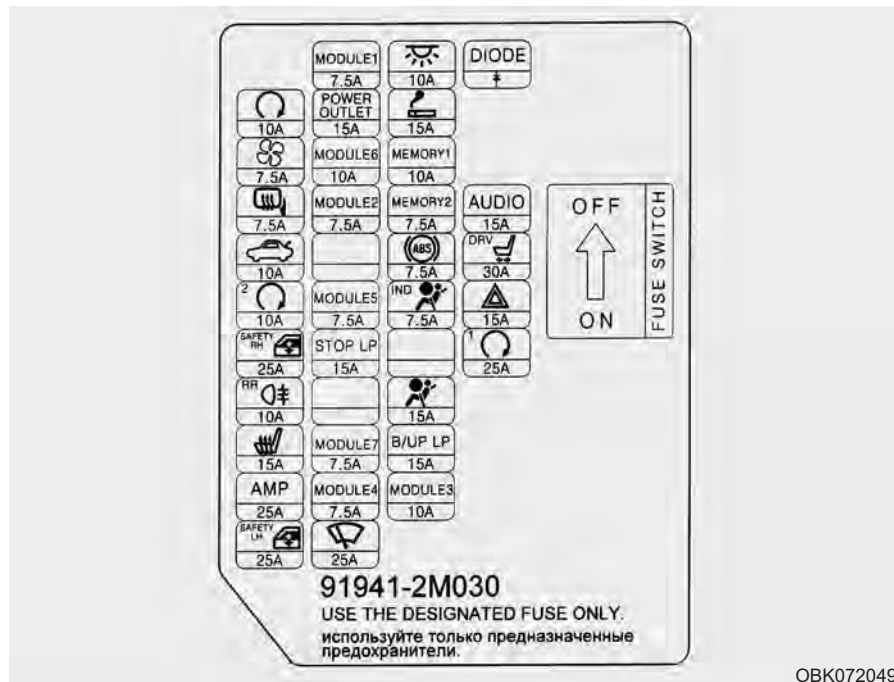 MODULE1 DIODE
7.5A 10A
POWER
OUTLET
10A 15A 15A
MODULE6 MEMORY1
7.5A 10A 10A
MODULE2 MEMORY2 AUDIO
7.5A 7.5A 7.5A 15A
ABS DRV
10A 7.5A 30A
2 MODULE5 IND
10A 7.5A 7.5A 15A
SAFETY
RH STOP LP 1
25A 15A 25A
RR
10A 15A
MODULE7 B/UP LP
15A 7.5A 15A
AMP MODULE4 MODULE3
25A 7.5A 10A
SAFETY
LH
25A 25A
OFF
ON
FUSE SWITCH
91941-2M030
USE THE DESIGNATED FUSE ONLY.
используйте только предназначенные
предохранители.
OBK072049